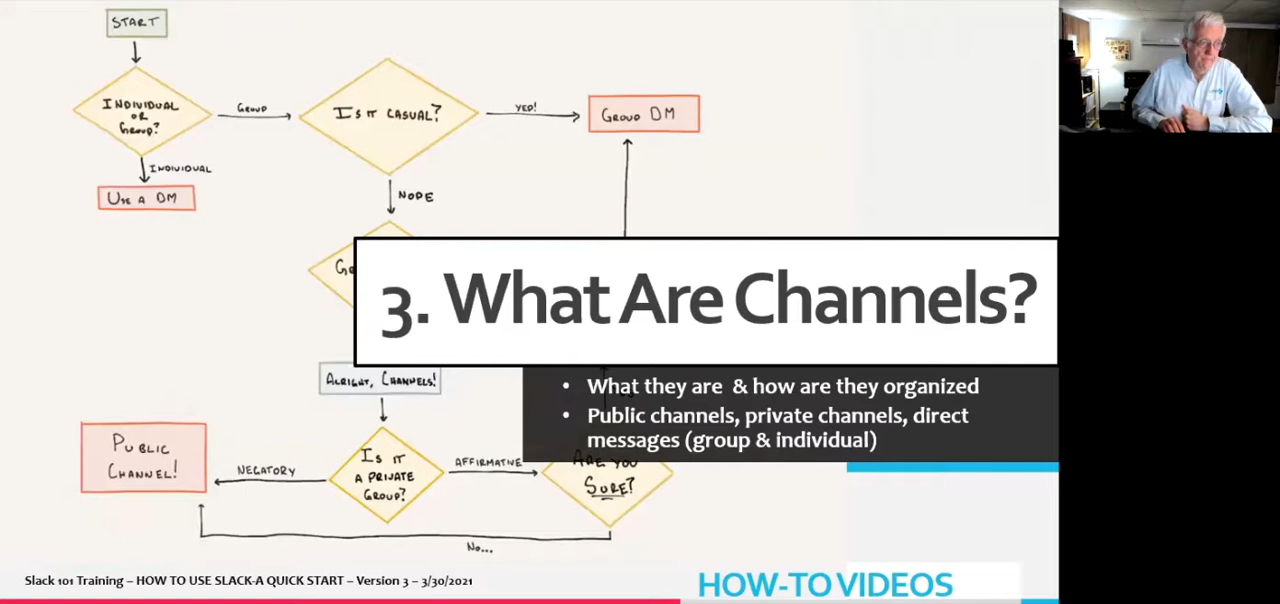 START
INDIVIDUAL
OR
GROUP?
GROUP
IS IT CASUAL?
YEP!
GROUP DM
INDIVIDUAL
USE A DM
NOPE
3. What Are Channels?
ALRIGHT, CHANNELS!
• What they are & how are they organized
• Public channels, private channels, direct
messages (group & individual)
PUBLIC
CHANNEL!
NEGATORY
IS IT
A PRIVATE
GROUP?
AFFIRMATIVE
ARE YOU
SURE?
NO...
Slack 101 Training – HOW TO USE SLACK-A QUICK START – Version 3 – 3/30/2021
HOW-TO VIDEOS